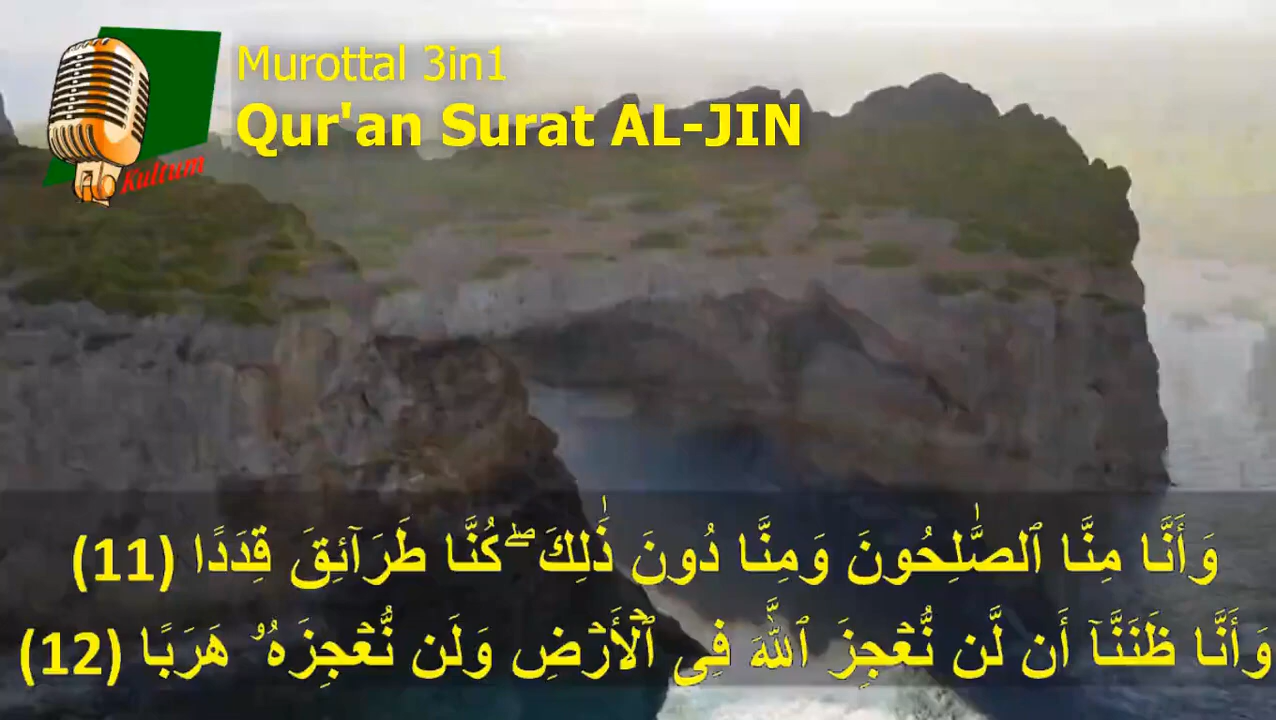 Murottal 3in1
Qur'an Surat AL-JIN
Kultum
وَأَنَّا مِنَّا ٱلصَّٰلِحُونَ وَمِنَّا دُونَ ذَٰلِكَ ۖ كُنَّا طَرَآئِقَ قِدَدًا (11)
وَأَنَّا ظَنَنَّآ أَن لَّن نُّعْجِزَ ٱللَّهَ فِى ٱلْأَرْضِ وَلَن نُّعْجِزَهُۥ هَرَبًا (12)